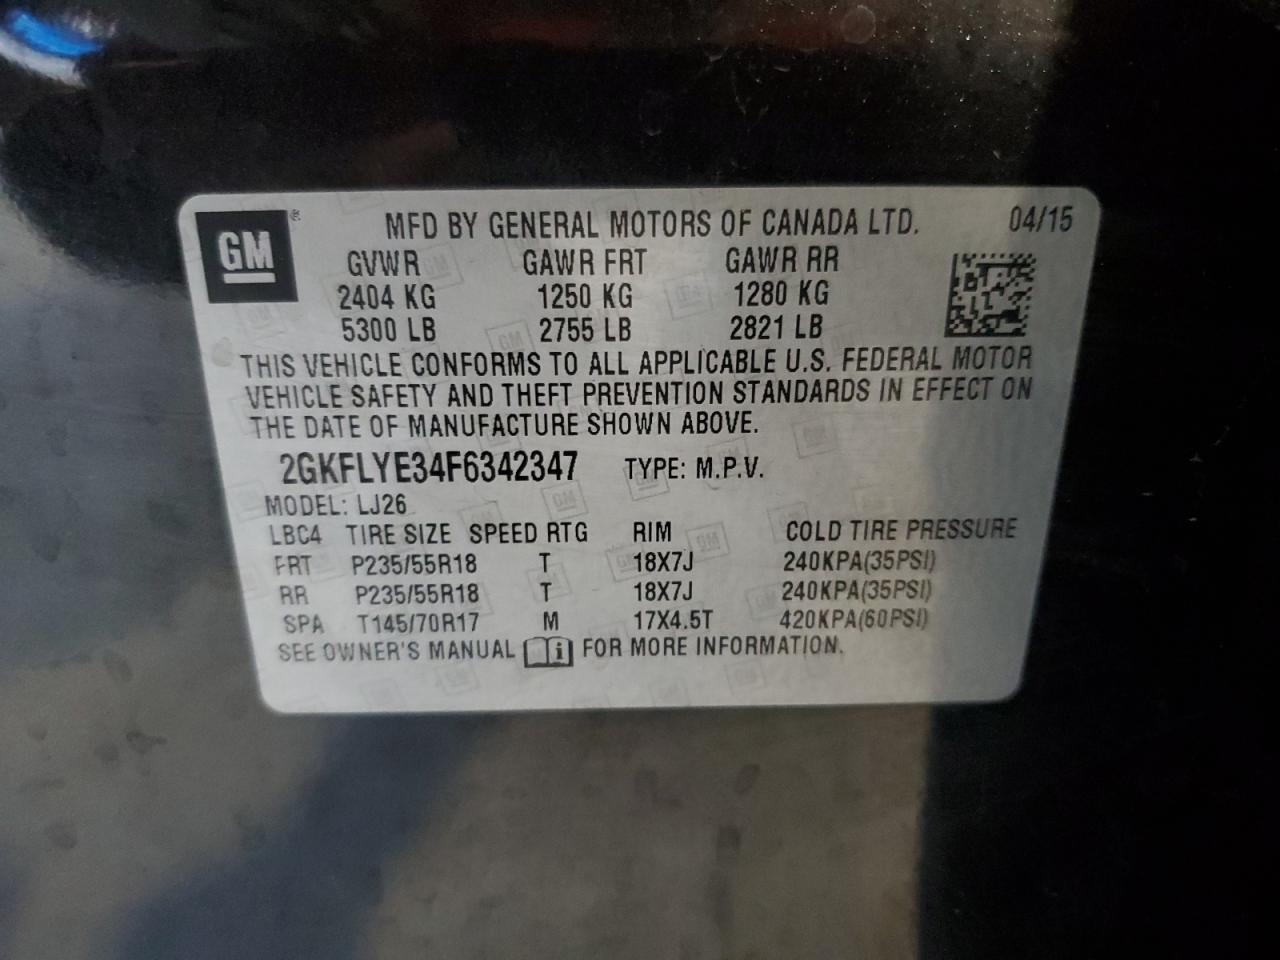 GM ® MFD BY GENERAL MOTORS OF CANADA LTD. 04/15
GVWR GAWR FRT GAWR RR
2404 KG 1250 KG 1280 KG
5300 LB 2755 LB 2821 LB
THIS VEHICLE CONFORMS TO ALL APPLICABLE U.S. FEDERAL MOTOR
VEHICLE SAFETY AND THEFT PREVENTION STANDARDS IN EFFECT ON
THE DATE OF MANUFACTURE SHOWN ABOVE.
2GKFLYE34F6342347 TYPE: M.P.V.
MODEL: LJ26
LBC4 TIRE SIZE SPEED RTG RIM COLD TIRE PRESSURE
FRT P235/55R18 T 18X7J 240KPA(35PSI)
RR P235/55R18 T 18X7J 240KPA(35PSI)
SPA T145/70R17 M 17X4.5T 420KPA(60PSI)
SEE OWNER'S MANUAL i FOR MORE INFORMATION.